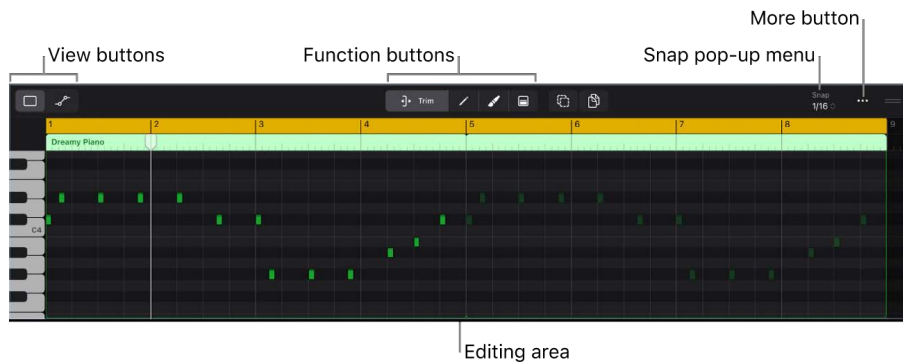 More button
View buttons
Function buttons
Snap pop-up menu
Trim
Snap
1/16
1 2 3 4 5 6 7 8 9
Dreamy Piano
C4
Editing area